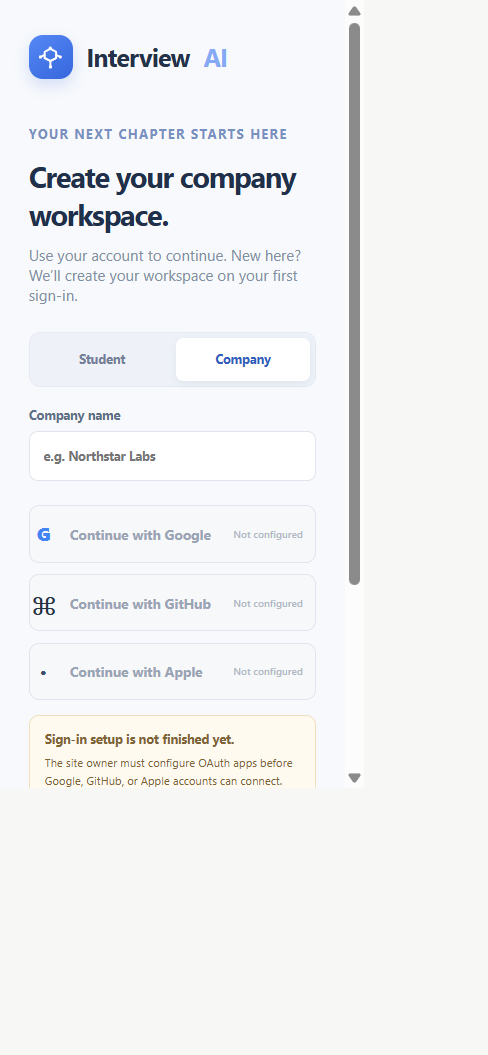 Interview AI
YOUR NEXT CHAPTER STARTS HERE
Create your company
workspace.
Use your account to continue. New here?
We'll create your workspace on your first
sign-in.
Student Company
Company name
e.g. Northstar Labs
G Continue with Google Not configured
⌘ Continue with GitHub Not configured
• Continue with Apple Not configured
Sign-in setup is not finished yet.
The site owner must configure OAuth apps before
Google, GitHub, or Apple accounts can connect.